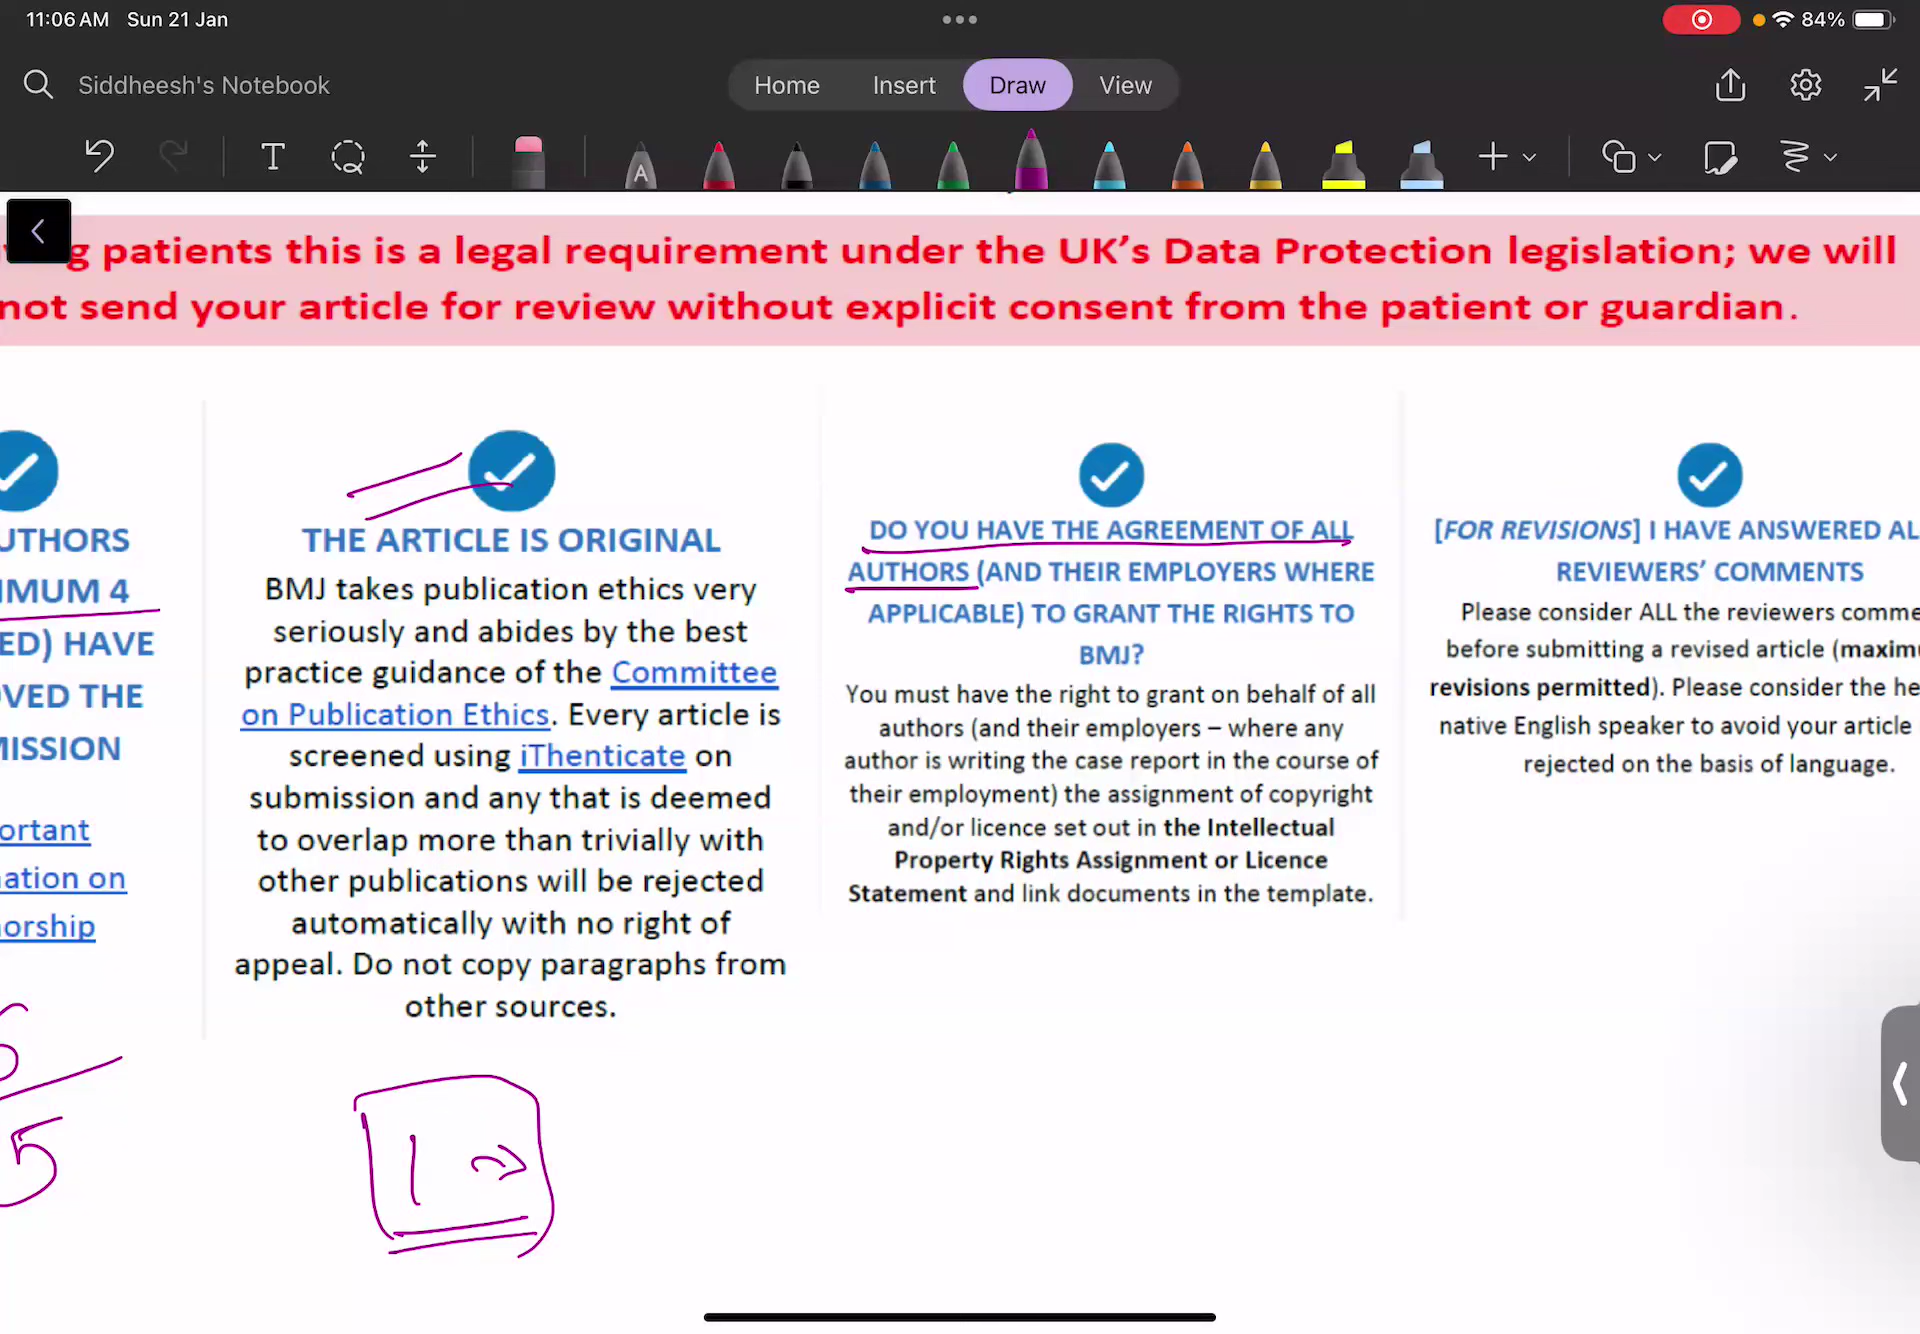 11:06 AM Sun 21 Jan
84%
Siddheesh's Notebook
Home Insert Draw View
T
A
g patients this is a legal requirement under the UK's Data Protection legislation; we will
not send your article for review without explicit consent from the patient or guardian.
UTHORS
IMUM 4
ED) HAVE
OVED THE
MISSION
ortant
ation on
orship
5
THE ARTICLE IS ORIGINAL
BMJ takes publication ethics very
seriously and abides by the best
practice guidance of the Committee
on Publication Ethics. Every article is
screened using iThenticate on
submission and any that is deemed
to overlap more than trivially with
other publications will be rejected
automatically with no right of
appeal. Do not copy paragraphs from
other sources.
1
DO YOU HAVE THE AGREEMENT OF ALL
AUTHORS (AND THEIR EMPLOYERS WHERE
APPLICABLE) TO GRANT THE RIGHTS TO
BMJ?
You must have the right to grant on behalf of all
authors (and their employers – where any
author is writing the case report in the course of
their employment) the assignment of copyright
and/or licence set out in the Intellectual
Property Rights Assignment or Licence
Statement and link documents in the template.
[FOR REVISIONS] I HAVE ANSWERED AL
REVIEWERS' COMMENTS
Please consider ALL the reviewers comme
before submitting a revised article (maxim
revisions permitted). Please consider the he
native English speaker to avoid your article
rejected on the basis of language.